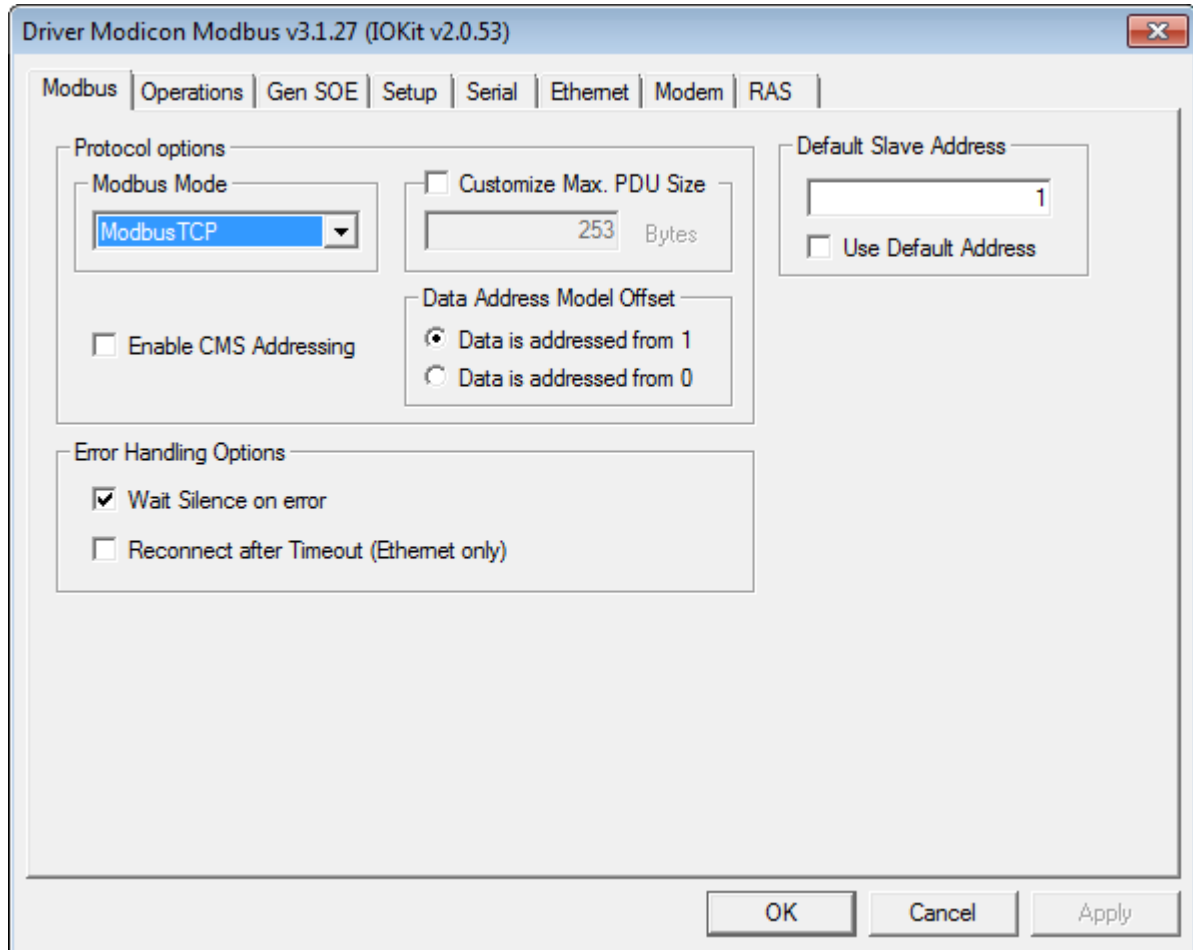 Driver Modicon Modbus v3.1.27 (IOKit v2.0.53)
Modbus Operations Gen SOE Setup Serial Ethernet Modem RAS
Protocol options
Modbus Mode
ModbusTCP
Customize Max. PDU Size
253 Bytes
Default Slave Address
1
Use Default Address
Enable CMS Addressing
Data Address Model Offset
Data is addressed from 1
Data is addressed from 0
Error Handling Options
Wait Silence on error
Reconnect after Timeout (Ethernet only)
OK Cancel Apply